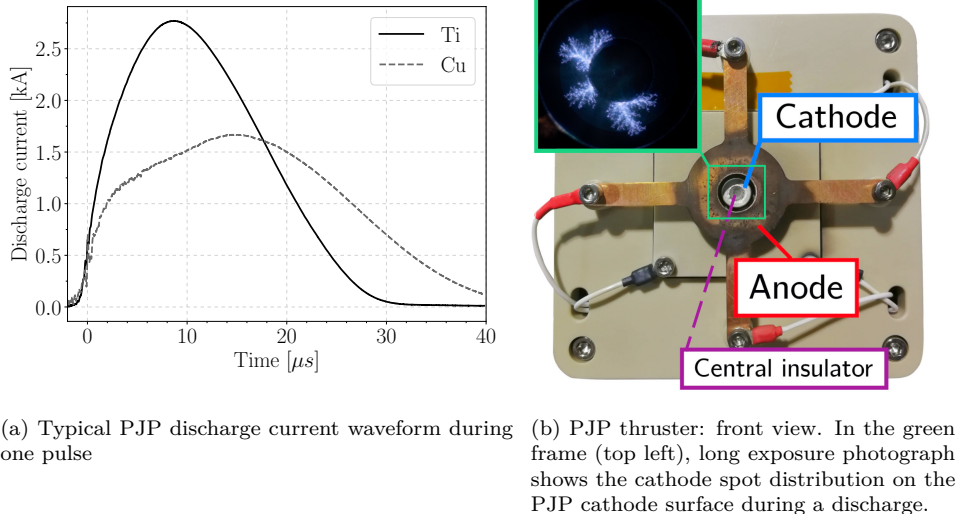 Discharge current [kA]
2.5
2.0
1.5
1.0
0.5
0.0
0
10
20
30
40
Time [μs]
Ti
Cu
Cathode
Anode
Central insulator
(a) Typical PJP discharge current waveform during
one pulse
(b) PJP thruster: front view. In the green
frame (top left), long exposure photograph
shows the cathode spot distribution on the
PJP cathode surface during a discharge.